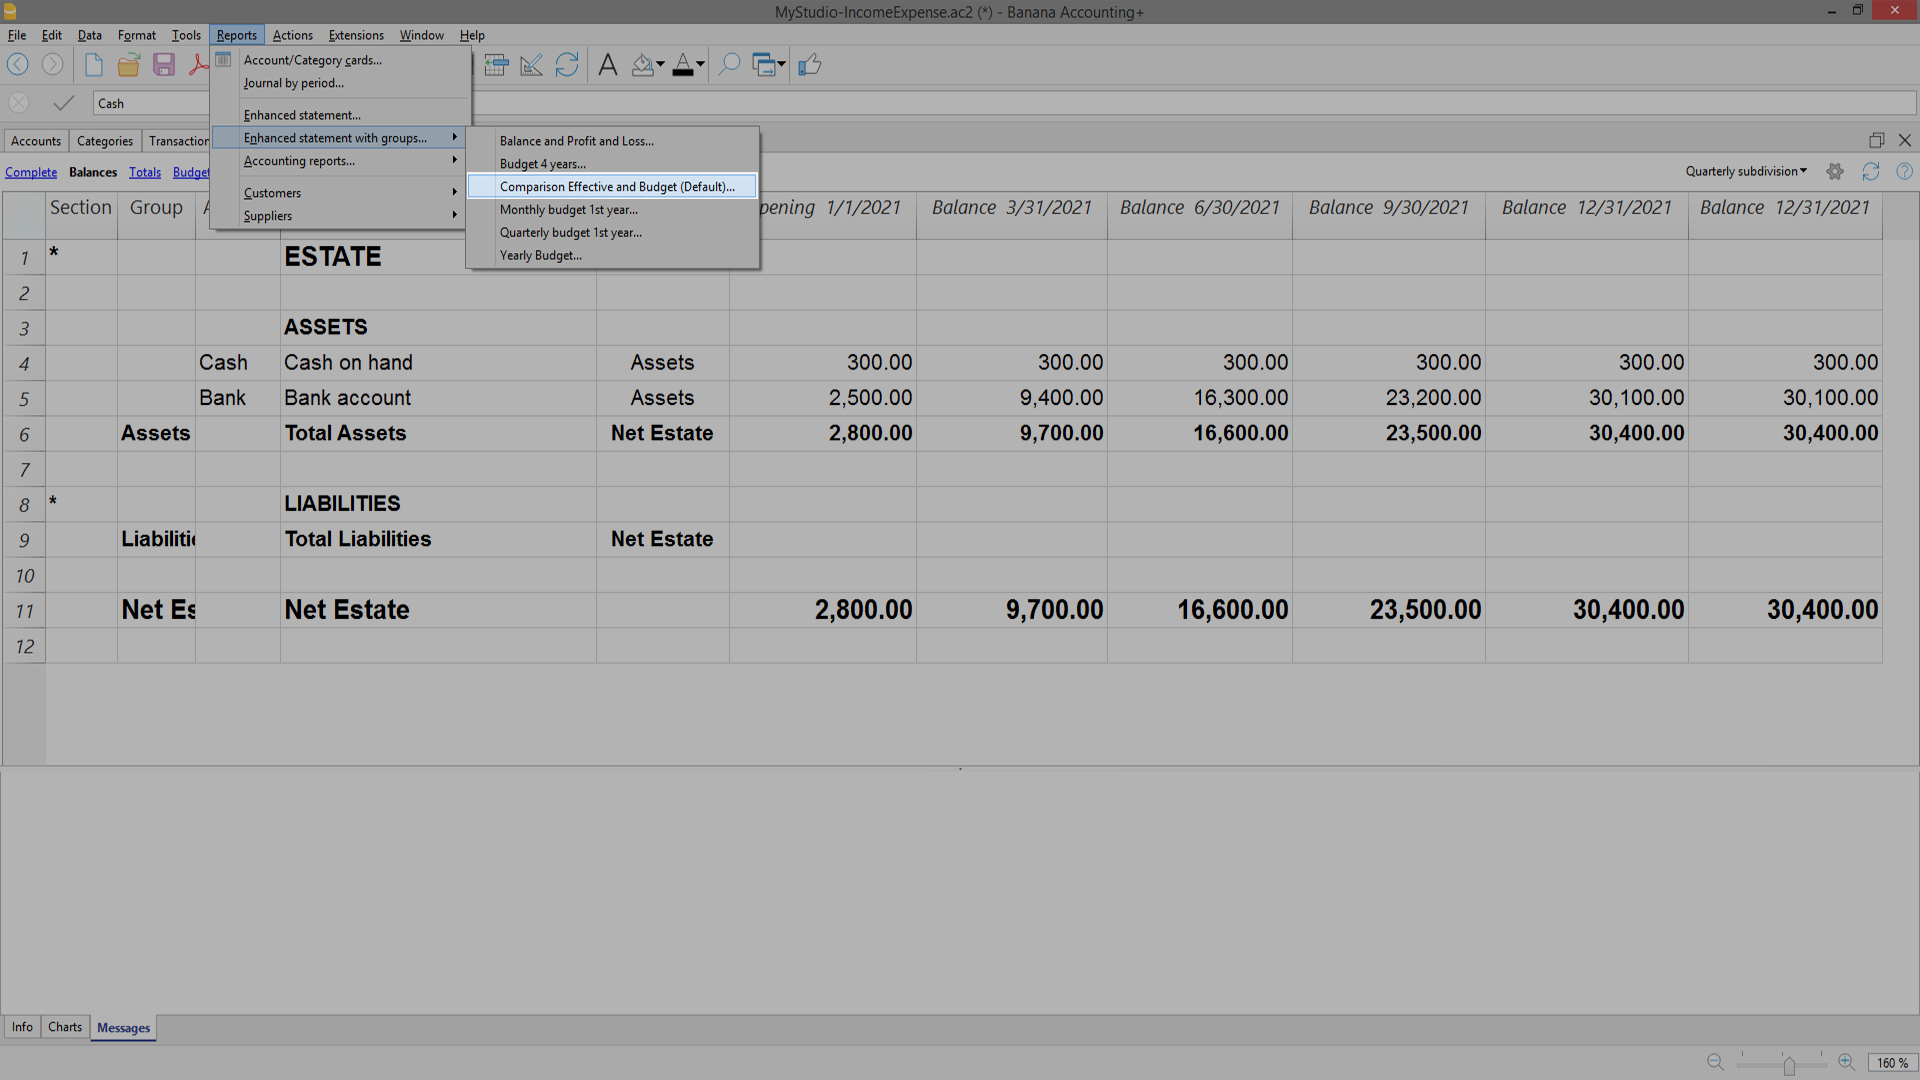 MyStudio-IncomeExpense.ac2 (*) - Banana Accounting+
File Edit Data Format Tools Reports Actions Extensions Window Help
Account/Category cards...
Journal by period...
Enhanced statement...
Enhanced statement with groups...
Accounting reports...
Customers
Suppliers
Balance and Profit and Loss...
Budget 4 years...
Comparison Effective and Budget (Default)...
Monthly budget 1st year...
Quarterly budget 1st year...
Yearly Budget...
Cash
Accounts Categories Transaction
Complete Balances Totals Budget Quarterly subdivision
Section Group A pening 1/1/2021 Balance 3/31/2021 Balance 6/30/2021 Balance 9/30/2021 Balance 12/31/2021 Balance 12/31/2021
1 * ESTATE
2
3 ASSETS
4 Cash Cash on hand Assets 300.00 300.00 300.00 300.00 300.00 300.00
5 Bank Bank account Assets 2,500.00 9,400.00 16,300.00 23,200.00 30,100.00 30,100.00
6 Assets Total Assets Net Estate 2,800.00 9,700.00 16,600.00 23,500.00 30,400.00 30,400.00
7
8 * LIABILITIES
9 Liabilitie Total Liabilities Net Estate
10
11 Net Es Net Estate 2,800.00 9,700.00 16,600.00 23,500.00 30,400.00 30,400.00
12
Info Charts Messages
160 %